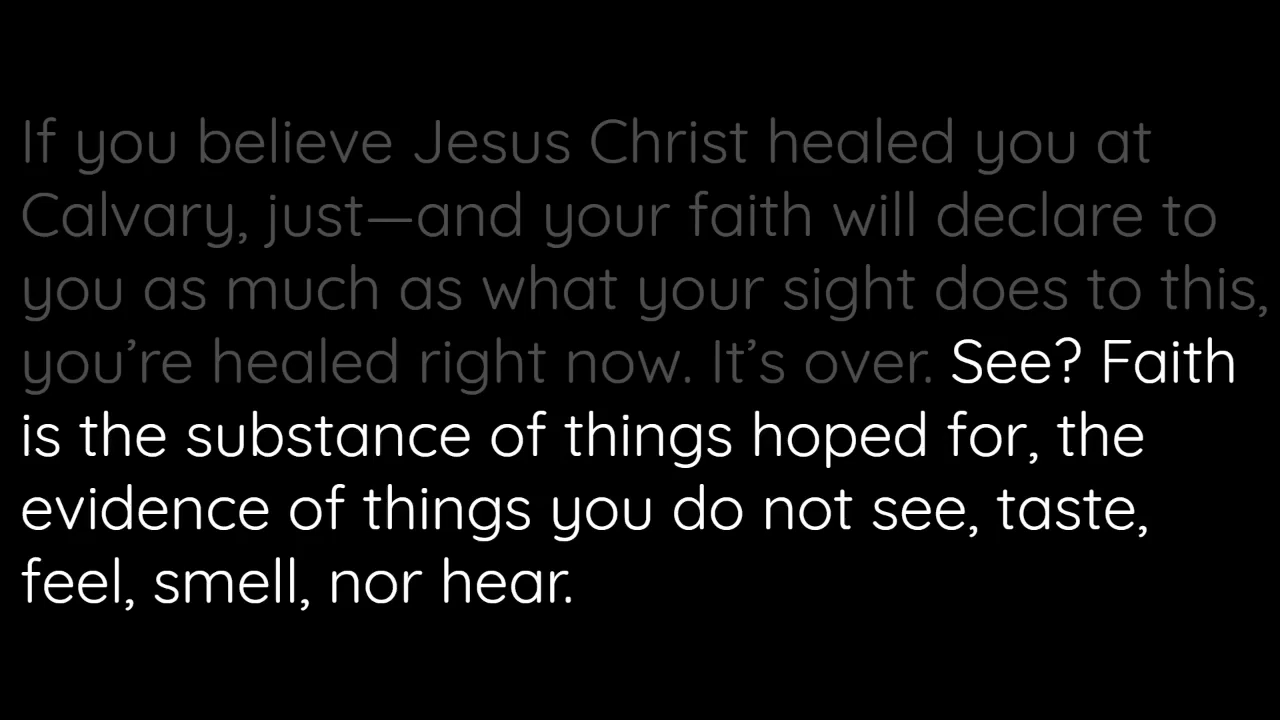 If you believe Jesus Christ healed you at
Calvary, just—and your faith will declare to
you as much as what your sight does to this,
you’re healed right now. It’s over. See? Faith
is the substance of things hoped for, the
evidence of things you do not see, taste,
feel, smell, nor hear.